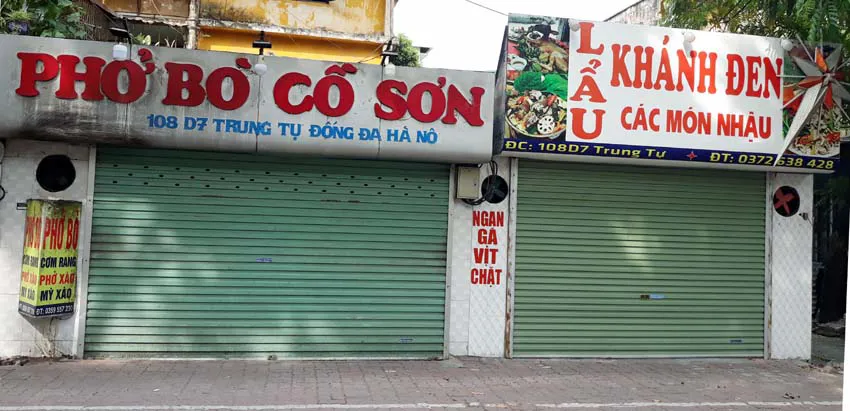 PHỞ BÒ CỒ SƠN
108 D7 TRUNG TỰ ĐỐNG ĐA HÀ NÔ
LẨU
KHÁNH ĐEN
CÁC MÓN NHẬU
ĐC: 108D7 Trung Tự ĐT: 0372 638 428
NGAN
GÀ
VỊT
CHẶT
PHỞ BÒ
CƠM RANG
PHỞ XÀO
MỲ XÀO